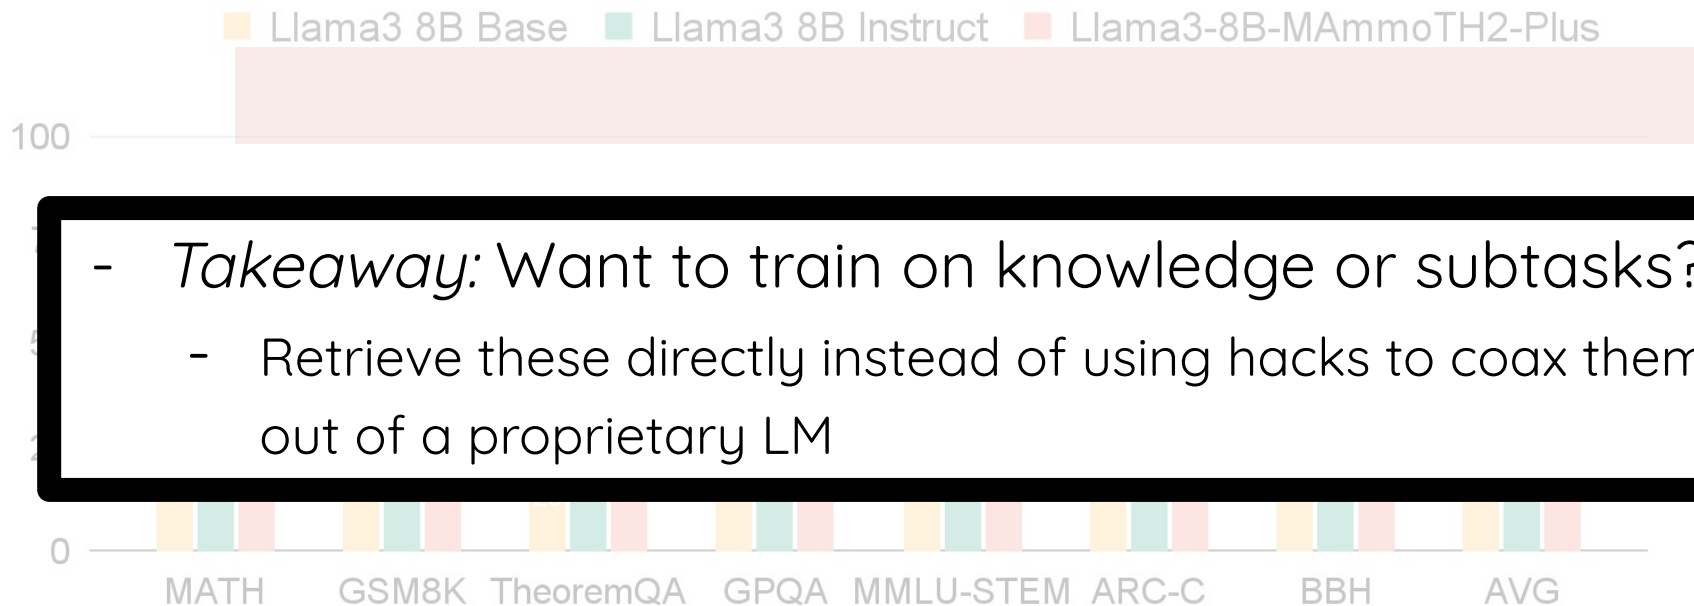 Llama3 8B Base Llama3 8B Instruct Llama3-8B-MAmmoTH2-Plus
100
- Takeaway: Want to train on knowledge or subtasks?
- Retrieve these directly instead of using hacks to coax them
out of a proprietary LM
0
MATH GSM8K TheoremQA GPQA MMLU-STEM ARC-C BBH AVG